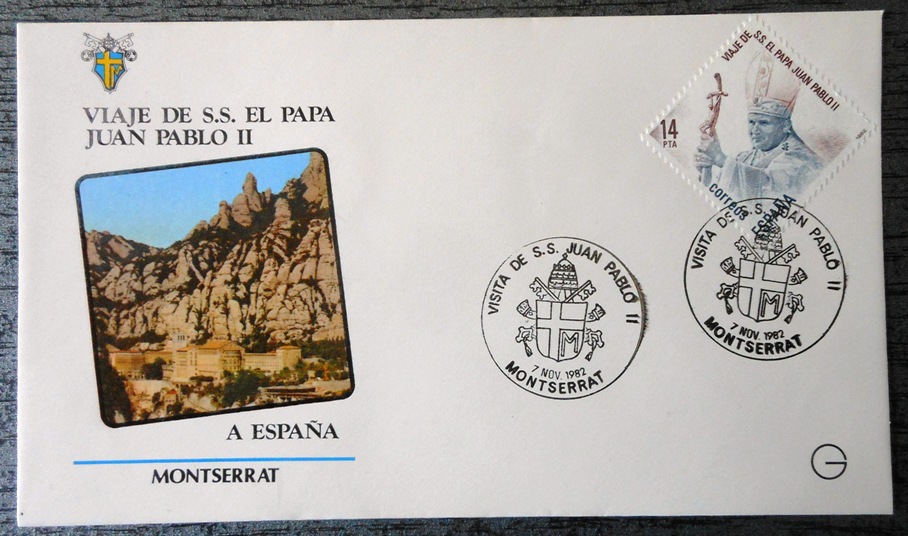 VIAJE DE S.S. EL PAPA
JUAN PABLO II
A ESPAÑA
MONTSERRAT
VIAJE DE S.S. EL PAPA JUAN PABLO II
14
PTA
correos
ESPAÑA
VISITA DE S.S. JUAN PABLO II
M
7 NOV. 1982
MONTSERRAT
VISITA DE S.S. JUAN PABLO II
M
7 NOV. 1982
MONTSERRAT
G